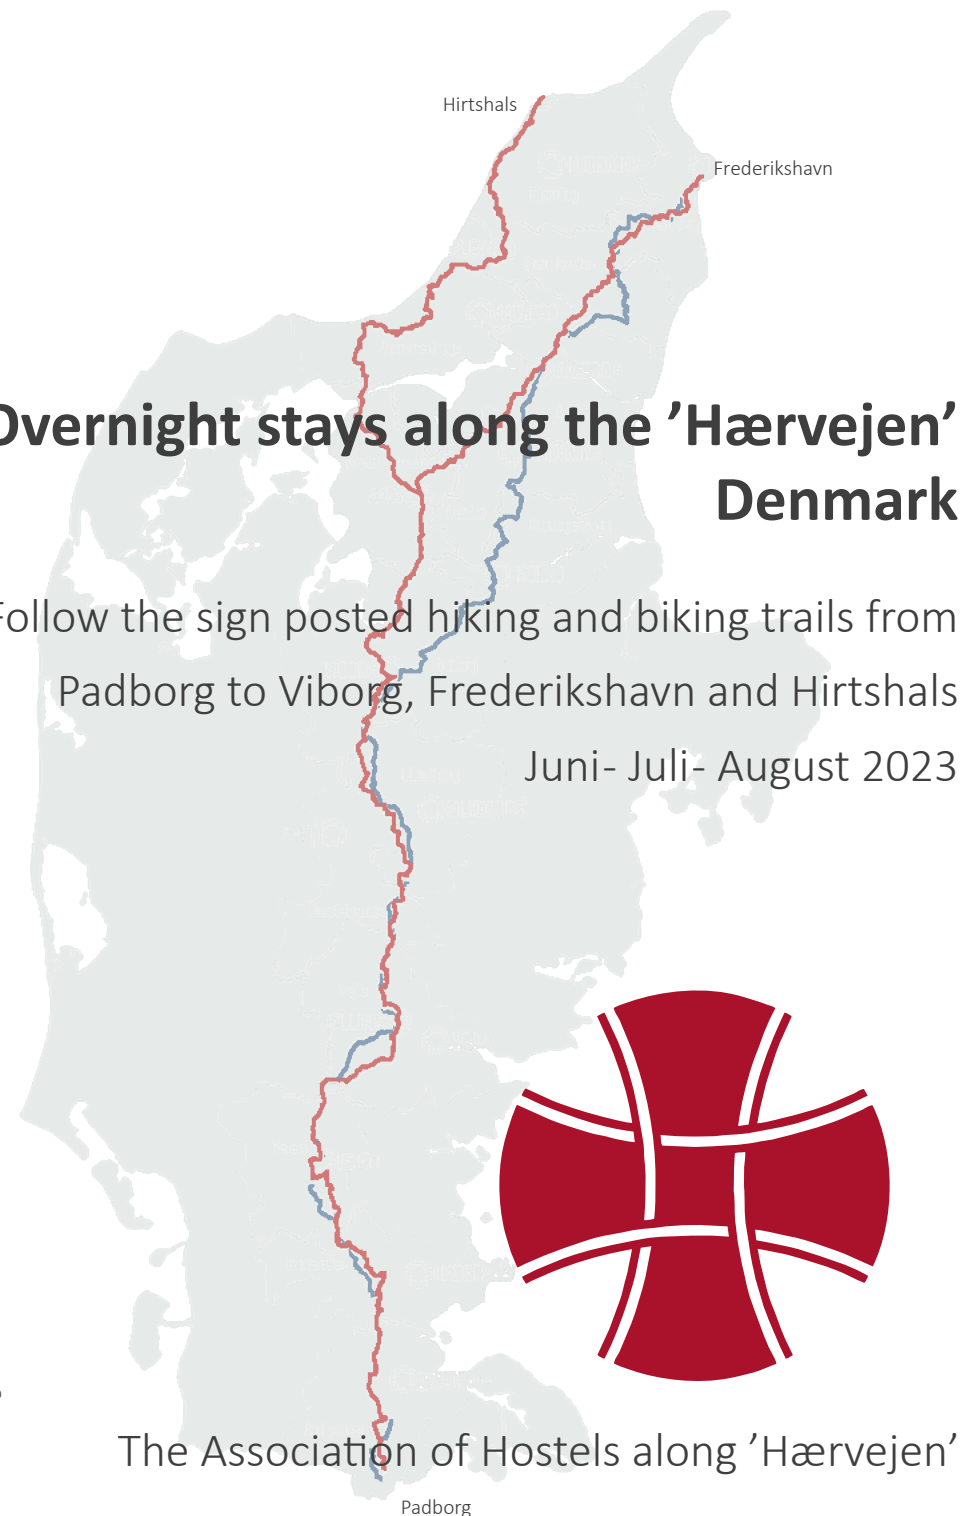 Hirtshals
Frederikshavn
Overnight stays along the ’Hærvejen’
Denmark
Follow the sign posted hiking and biking trails from
Padborg to Viborg, Frederikshavn and Hirtshals
Juni- Juli- August 2023
The Association of Hostels along ’Hærvejen’
Padborg